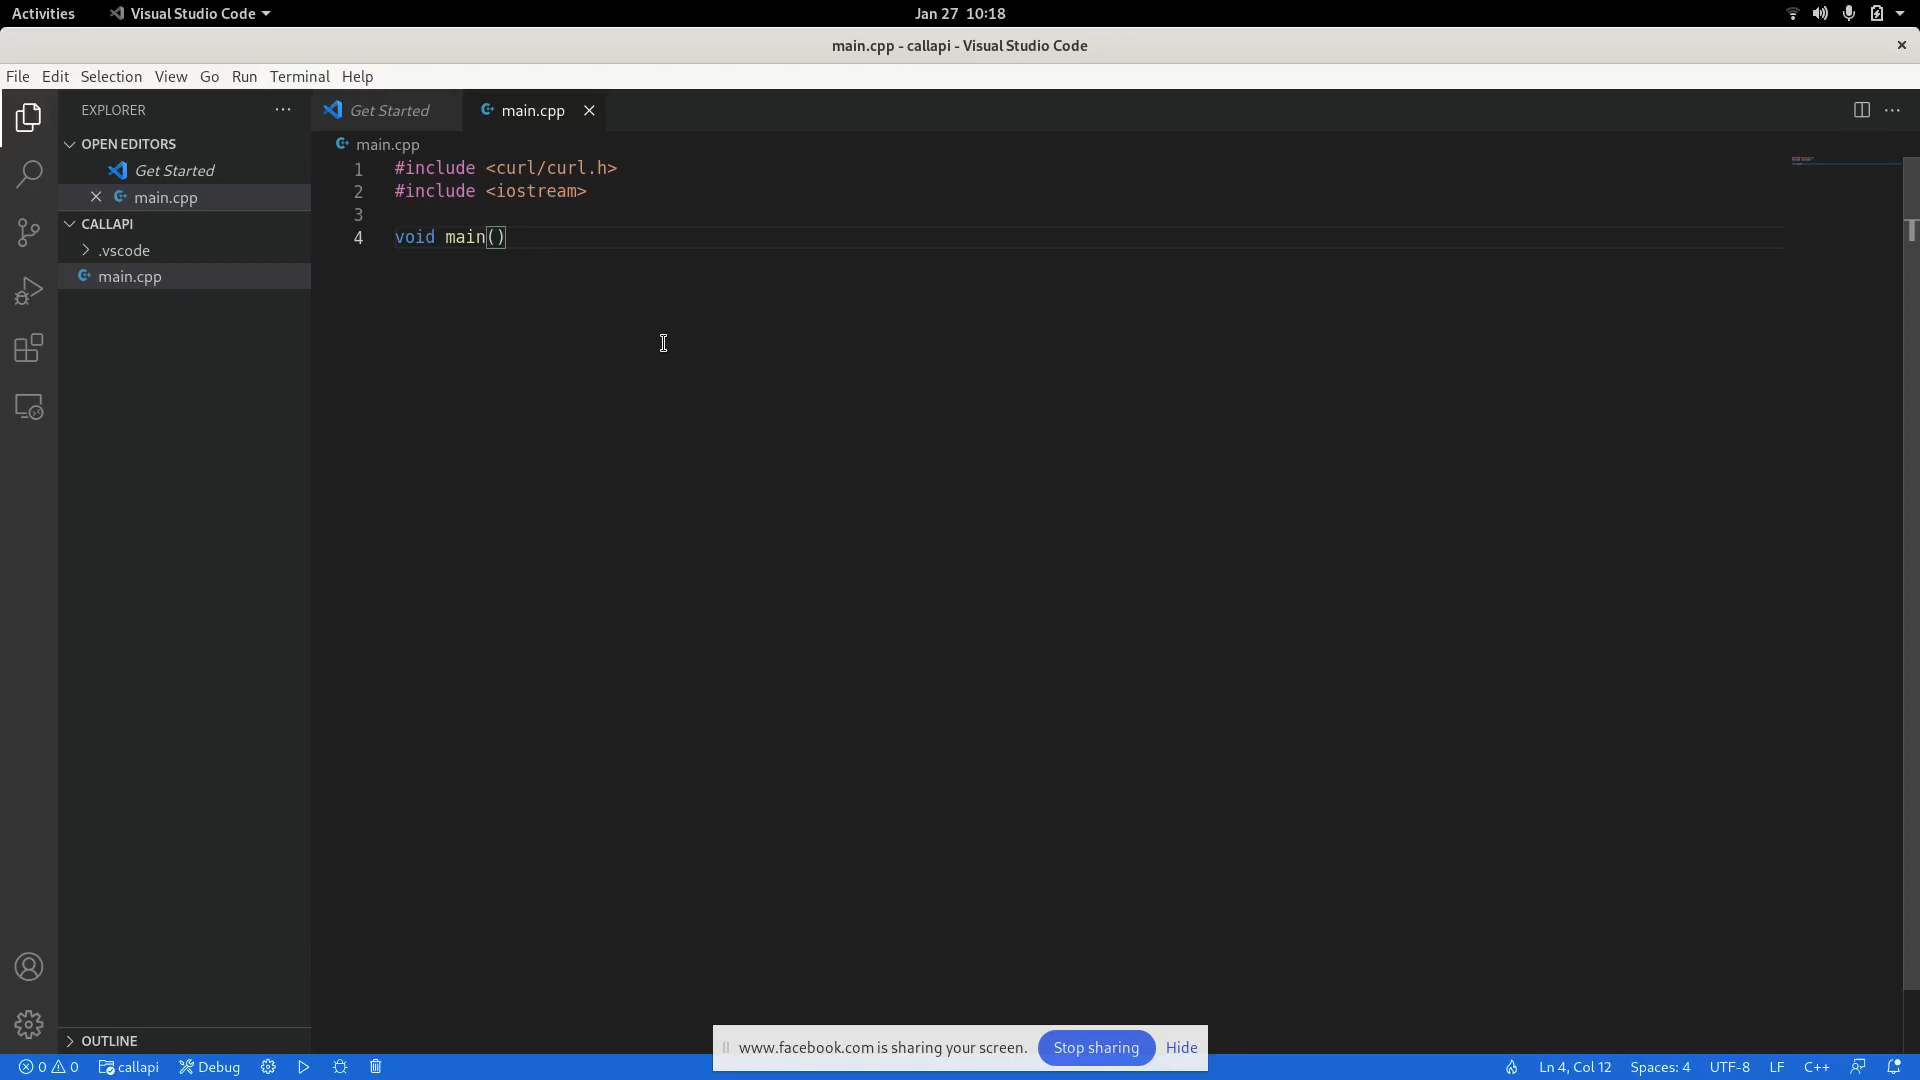 Activities
Visual Studio Code
Jan 27 10:18
main.cpp - callapi - Visual Studio Code
File Edit Selection View Go Run Terminal Help
EXPLORER
OPEN EDITORS
Get Started
main.cpp
CALLAPI
.vscode
main.cpp
OUTLINE
Get Started
main.cpp
main.cpp
1 #include <curl/curl.h>
2 #include <iostream>
3
4 void main()
www.facebook.com is sharing your screen. Stop sharing Hide
0 0 callapi Debug
Ln 4, Col 12 Spaces: 4 UTF-8 LF C++